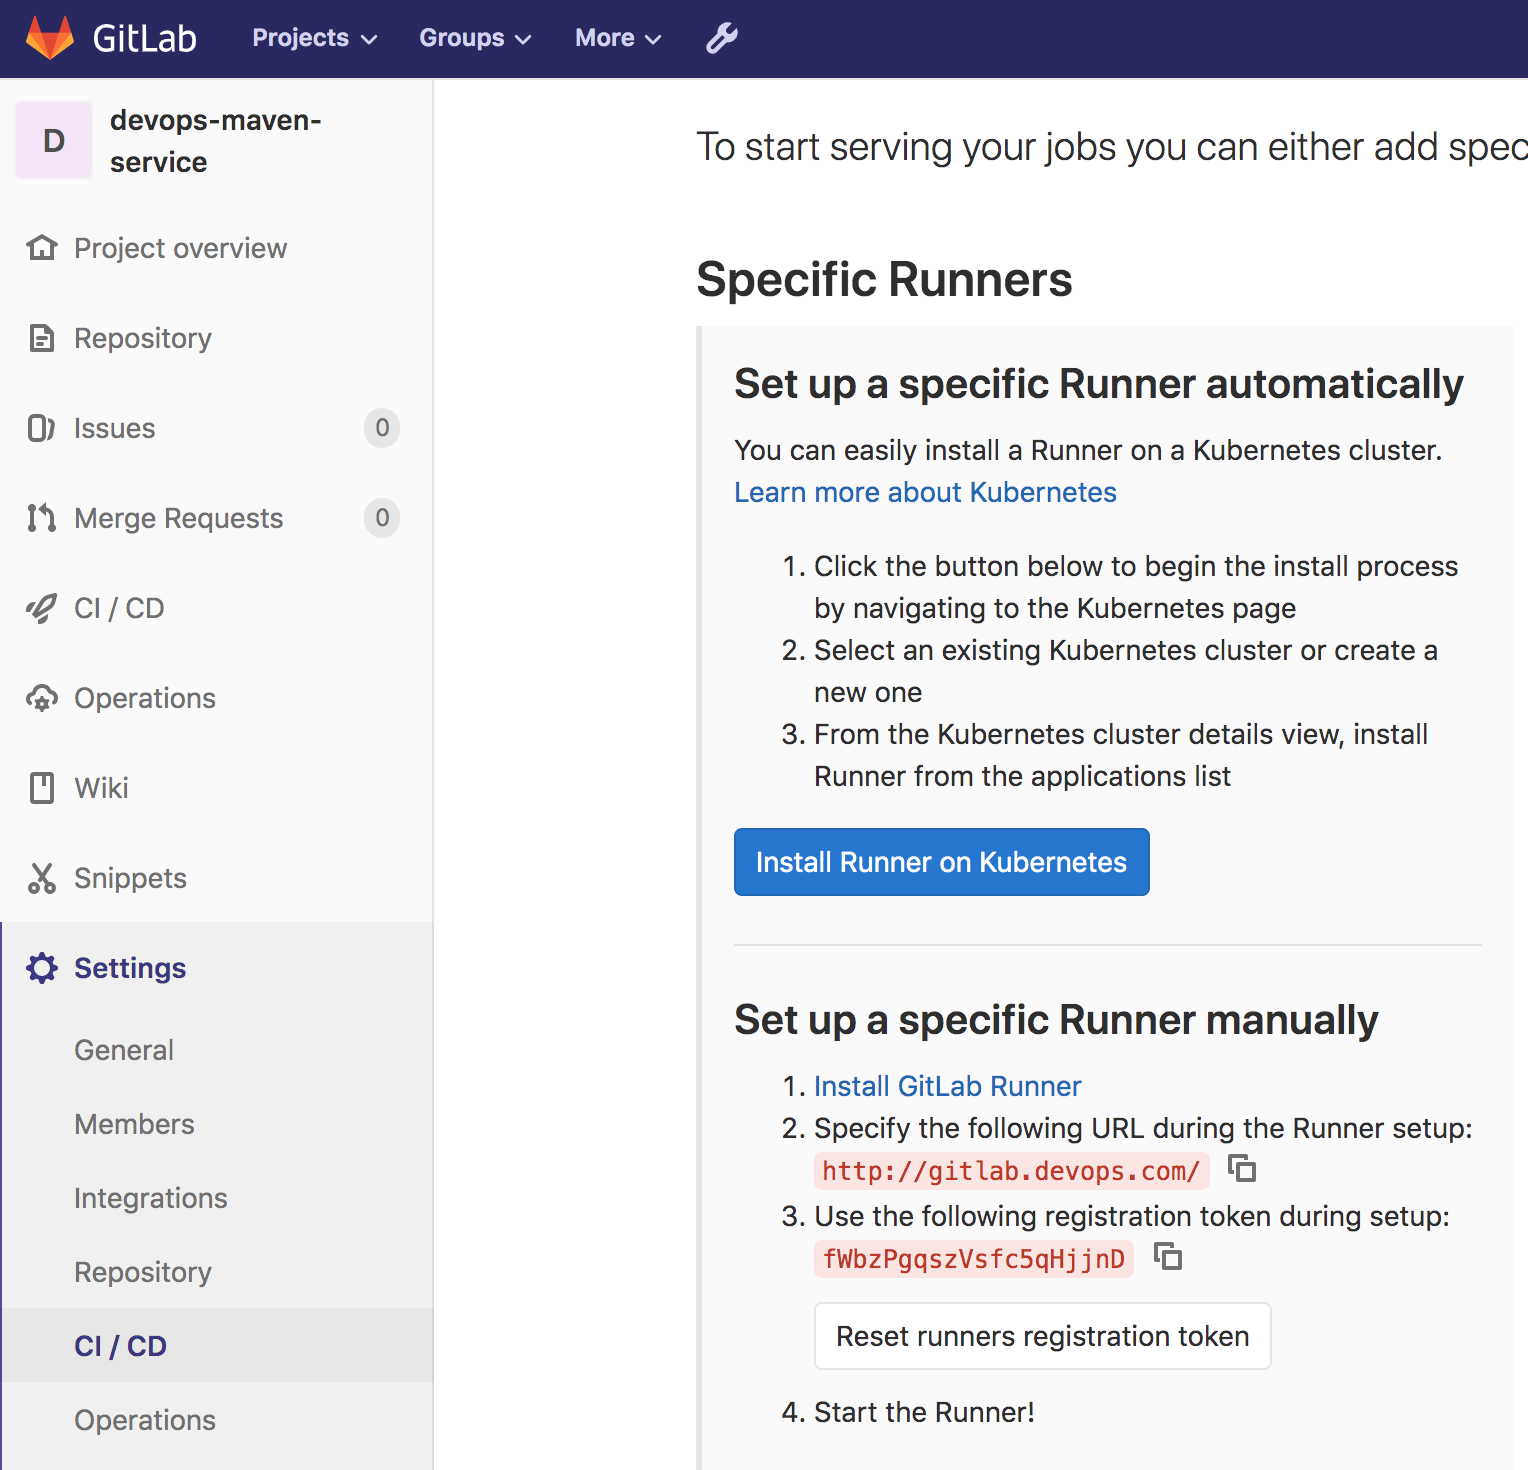 GitLab Projects Groups More
D
devops-maven-
service
Project overview
Repository
Issues 0
Merge Requests 0
CI / CD
Operations
Wiki
Snippets
Settings
General
Members
Integrations
Repository
CI / CD
Operations
To start serving your jobs you can either add spec
Specific Runners
Set up a specific Runner automatically
You can easily install a Runner on a Kubernetes cluster.
Learn more about Kubernetes
1. Click the button below to begin the install process
by navigating to the Kubernetes page
2. Select an existing Kubernetes cluster or create a
new one
3. From the Kubernetes cluster details view, install
Runner from the applications list
Install Runner on Kubernetes
Set up a specific Runner manually
1. Install GitLab Runner
2. Specify the following URL during the Runner setup:
http://gitlab.devops.com/
3. Use the following registration token during setup:
fWbzPgqszVsfc5qHjjnD
Reset runners registration token
4. Start the Runner!